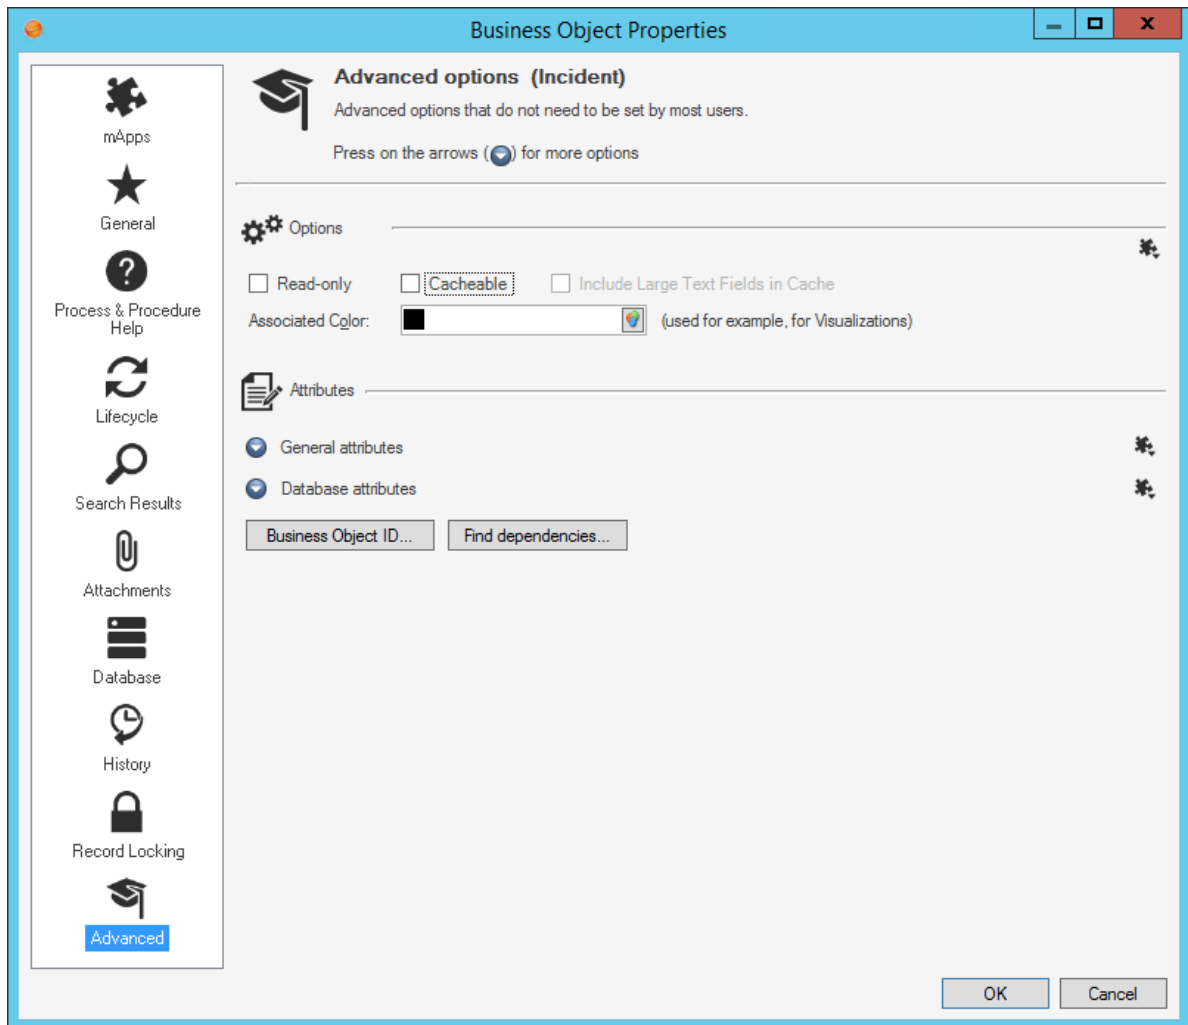 Business Object Properties
mApps
General
Process & Procedure
Help
Lifecycle
Search Results
Attachments
Database
History
Record Locking
Advanced
Advanced options (Incident)
Advanced options that do not need to be set by most users.
Press on the arrows ( ) for more options
Options
Read-only Cacheable Include Large Text Fields in Cache
Associated Color: (used for example, for Visualizations)
Attributes
General attributes
Database attributes
Business Object ID... Find dependencies...
OK Cancel